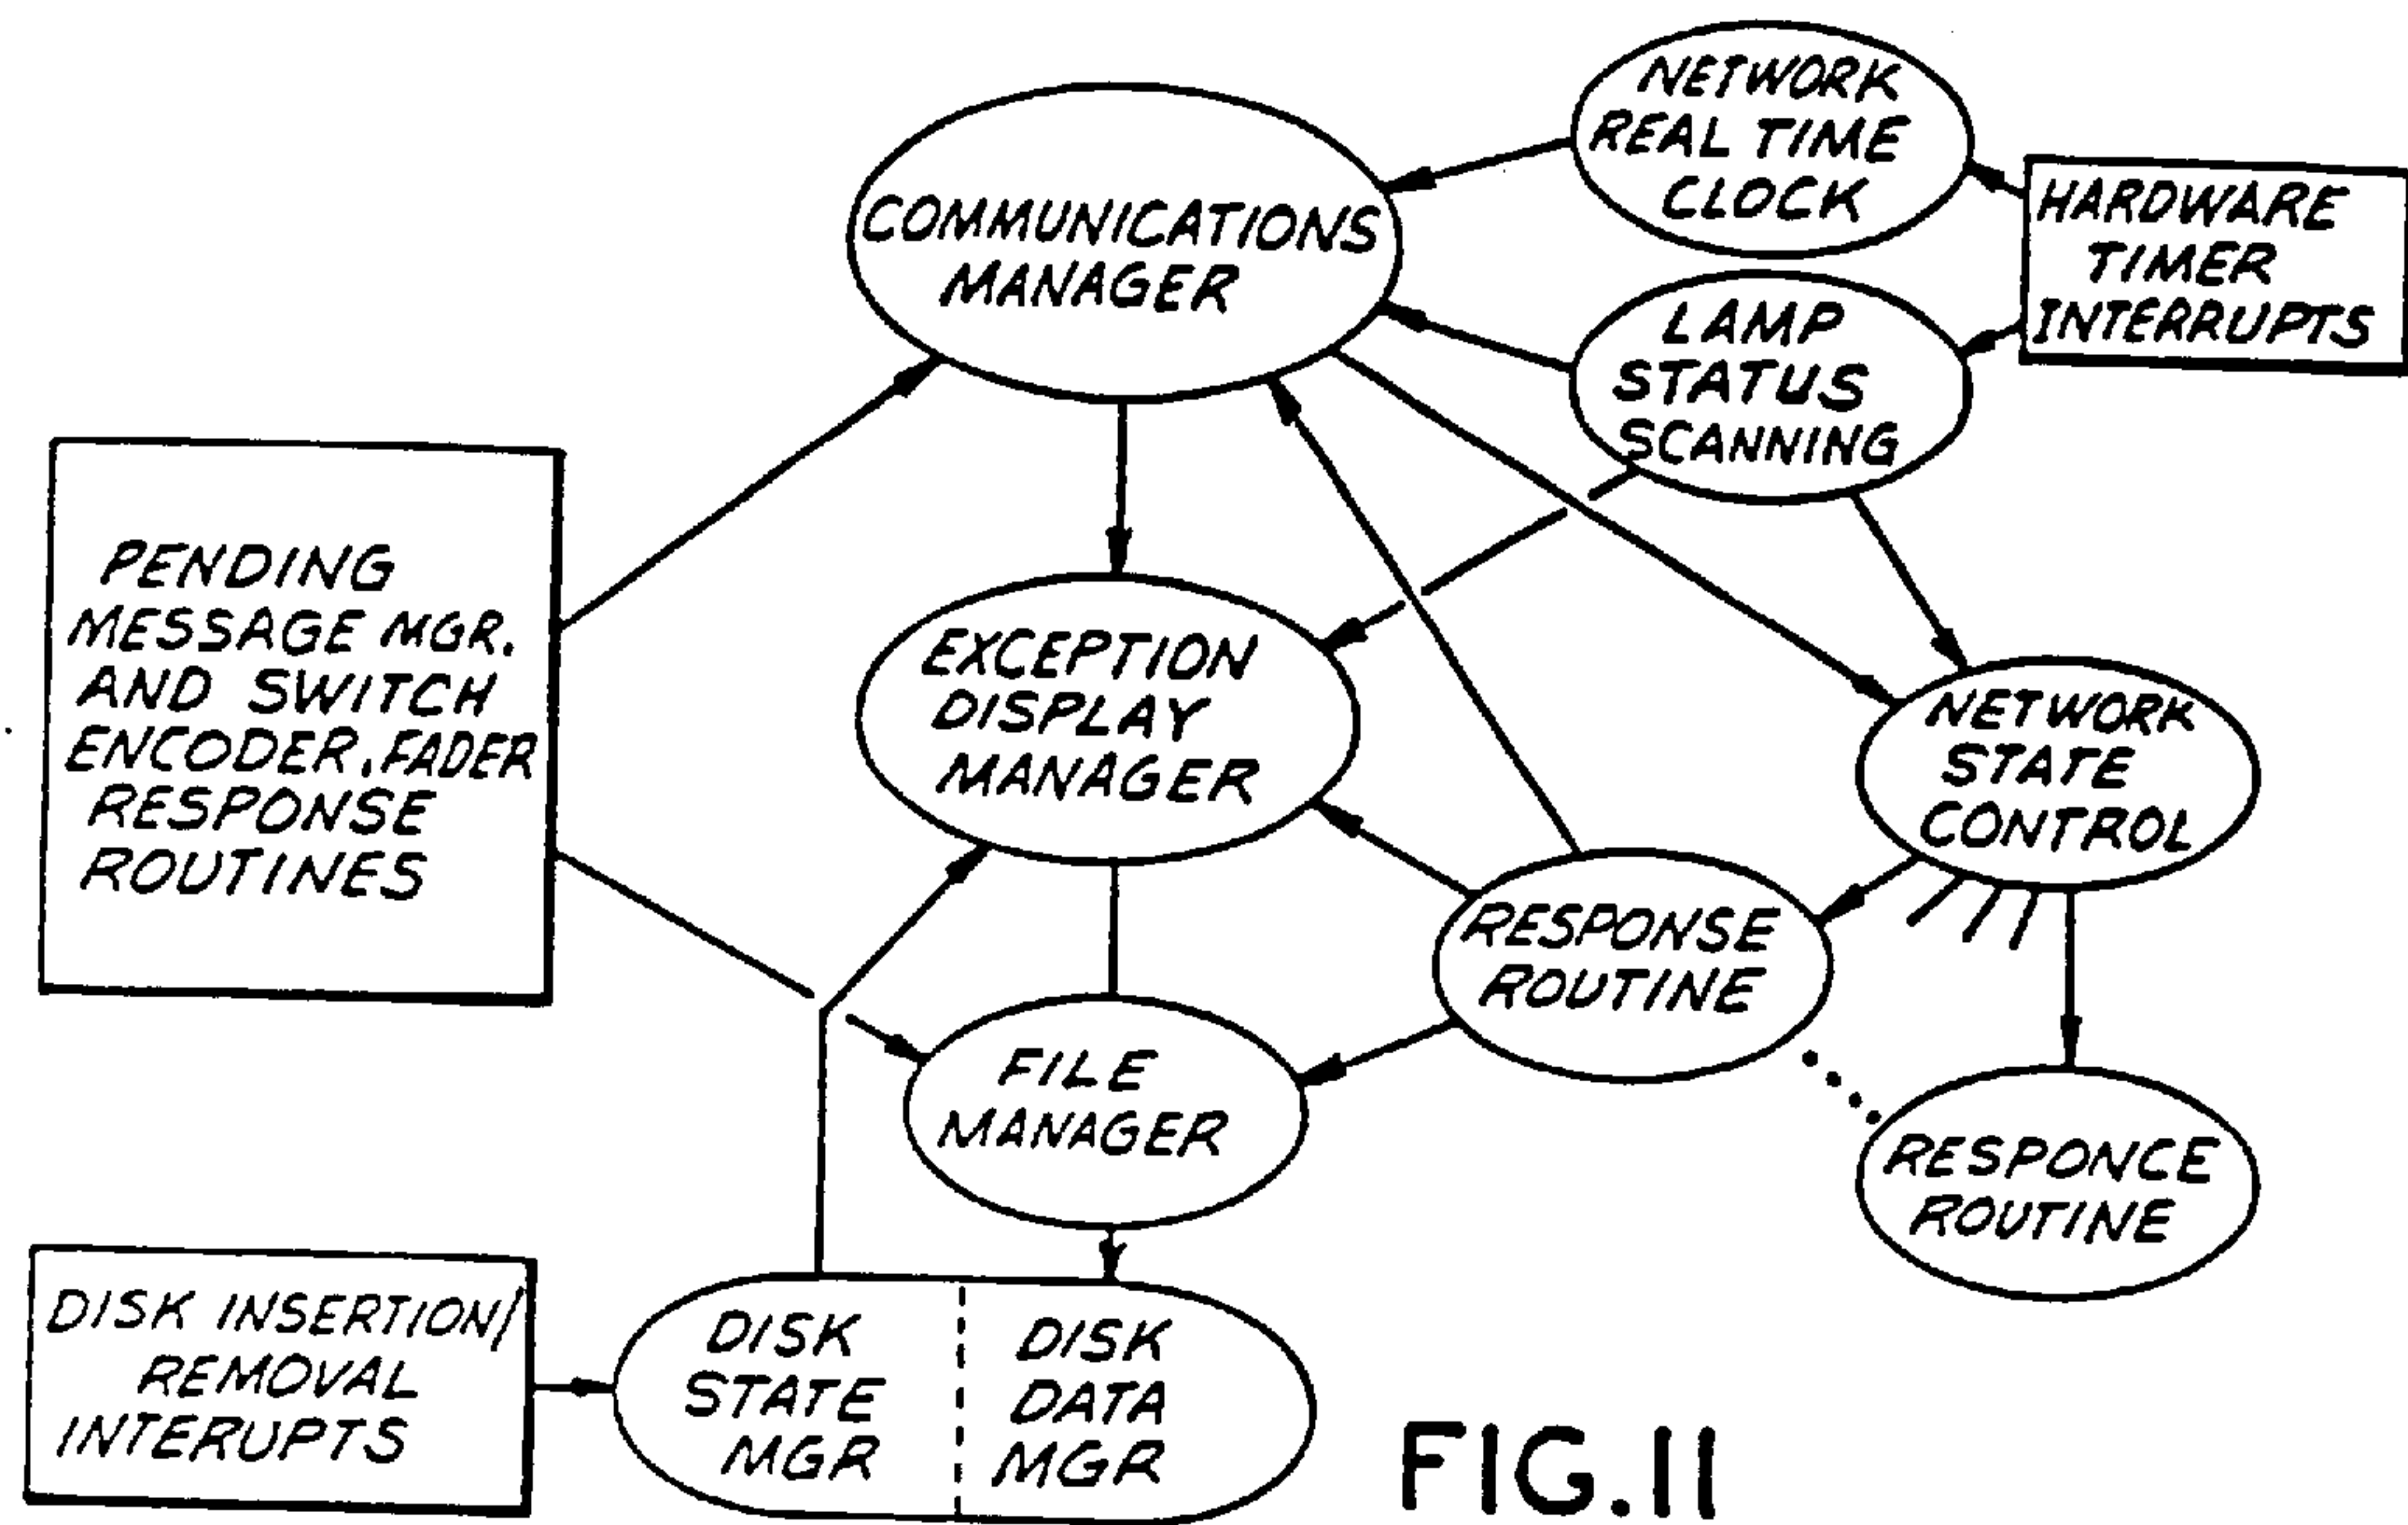 NETWORK
REAL TIME
CLOCK
COMMUNICATIONS
MANAGER
HARDWARE
TIMER
INTERRUPTS
LAMP
STATUS
SCANNING
PENDING
MESSAGE MGR.
AND SWITCH
ENCODER, FADER
RESPONSE
ROUTINES
EXCEPTION
DISPLAY
MANAGER
NETWORK
STATE
CONTROL
RESPONSE
ROUTINE
FILE
MANAGER
RESPONCE
ROUTINE
DISK INSERTION/
REMOVAL
INTERUPTS
DISK
STATE
MGR
DISK
DATA
MGR
FIG.11